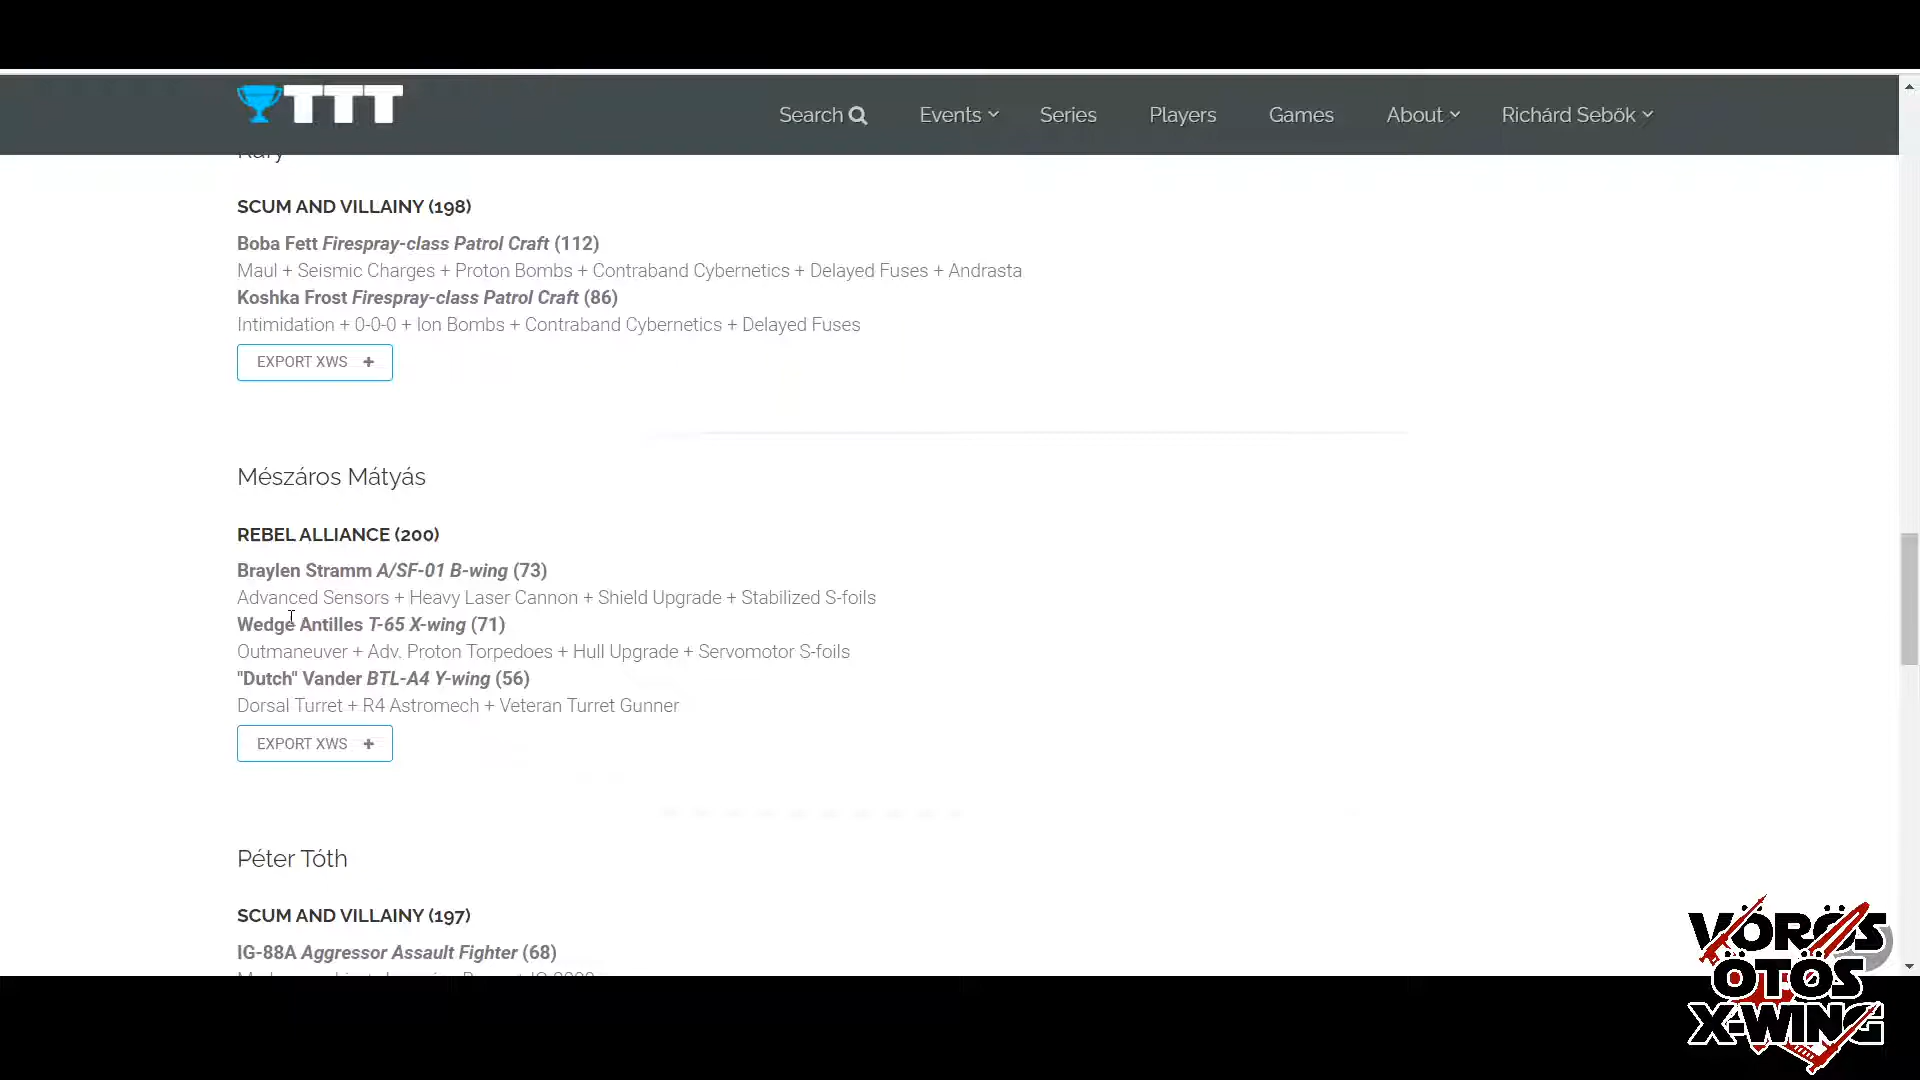 TTT
Search
Events
Series
Players
Games
About
Richárd Sebők
SCUM AND VILLAINY (198)
Boba Fett Firespray-class Patrol Craft (112)
Maul + Seismic Charges + Proton Bombs + Contraband Cybernetics + Delayed Fuses + Andrasta
Koshka Frost Firespray-class Patrol Craft (86)
Intimidation + 0-0-0 + Ion Bombs + Contraband Cybernetics + Delayed Fuses
EXPORT XWS +
Mészáros Mátyás
REBEL ALLIANCE (200)
Braylen Stramm A/SF-01 B-wing (73)
Advanced Sensors + Heavy Laser Cannon + Shield Upgrade + Stabilized S-foils
Wedge Antilles T-65 X-wing (71)
Outmaneuver + Adv. Proton Torpedoes + Hull Upgrade + Servomotor S-foils
"Dutch" Vander BTL-A4 Y-wing (56)
Dorsal Turret + R4 Astromech + Veteran Turret Gunner
EXPORT XWS +
Péter Tóth
SCUM AND VILLAINY (197)
IG-88A Aggressor Assault Fighter (68)
VÖRÖS
ÖTÖS
X-WING